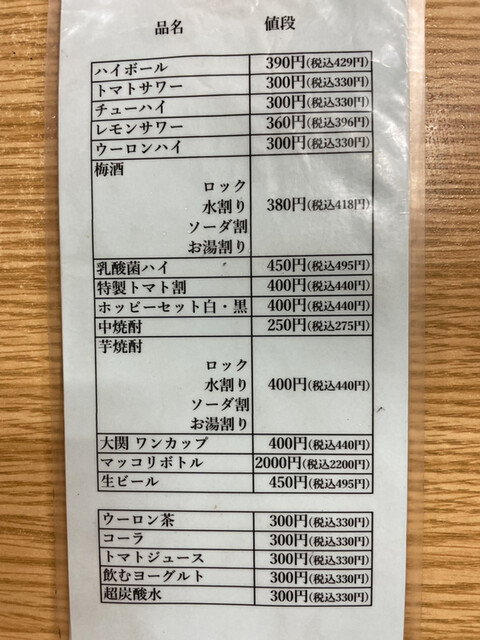 品名 値段
ハイボール 390円(税込429円)
トマトサワー 300円(税込330円)
チューハイ 300円(税込330円)
レモンサワー 360円(税込396円)
ウーロンハイ 300円(税込330円)
梅酒
ロック
水割り 380円(税込418円)
ソーダ割
お湯割り
乳酸菌ハイ 450円(税込495円)
特製トマト割 400円(税込440円)
ホッピーセット白・黒 400円(税込440円)
中焼酎 250円(税込275円)
芋焼酎
ロック
水割り 400円(税込440円)
ソーダ割
お湯割り
大関 ワンカップ 400円(税込440円)
マッコリボトル 2000円(税込2200円)
生ビール 450円(税込495円)
ウーロン茶 300円(税込330円)
コーラ 300円(税込330円)
トマトジュース 300円(税込330円)
飲むヨーグルト 300円(税込330円)
超炭酸水 300円(税込330円)